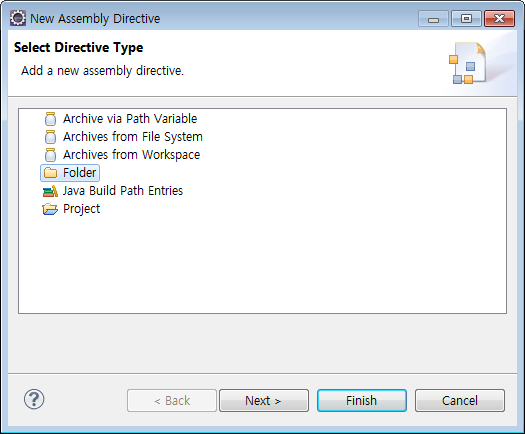 New Assembly Directive
Select Directive Type
Add a new assembly directive.
Archive via Path Variable
Archives from File System
Archives from Workspace
Folder
Java Build Path Entries
Project
?
< Back
Next >
Finish
Cancel